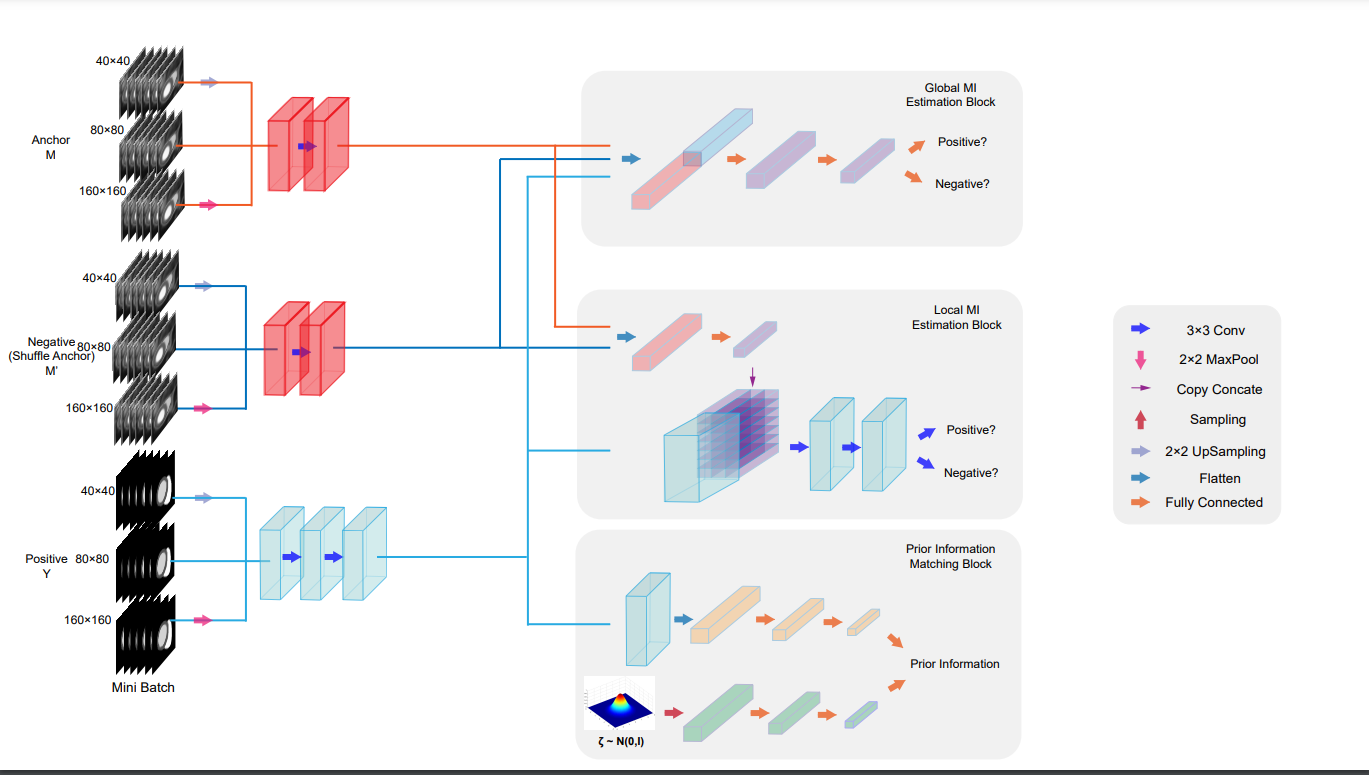 40×40
Anchor
M
80×80
160×160
40×40
Negative
(Shuffle Anchor)
M'
80×80
160×160
40×40
Positive
Y
80×80
160×160
Mini Batch
Global MI
Estimation Block
Positive?
Negative?
Local MI
Estimation Block
Positive?
Negative?
Prior Information
Matching Block
Prior Information
ζ ~ N(0,I)
3×3 Conv
2×2 MaxPool
Copy Concate
Sampling
2×2 UpSampling
Flatten
Fully Connected